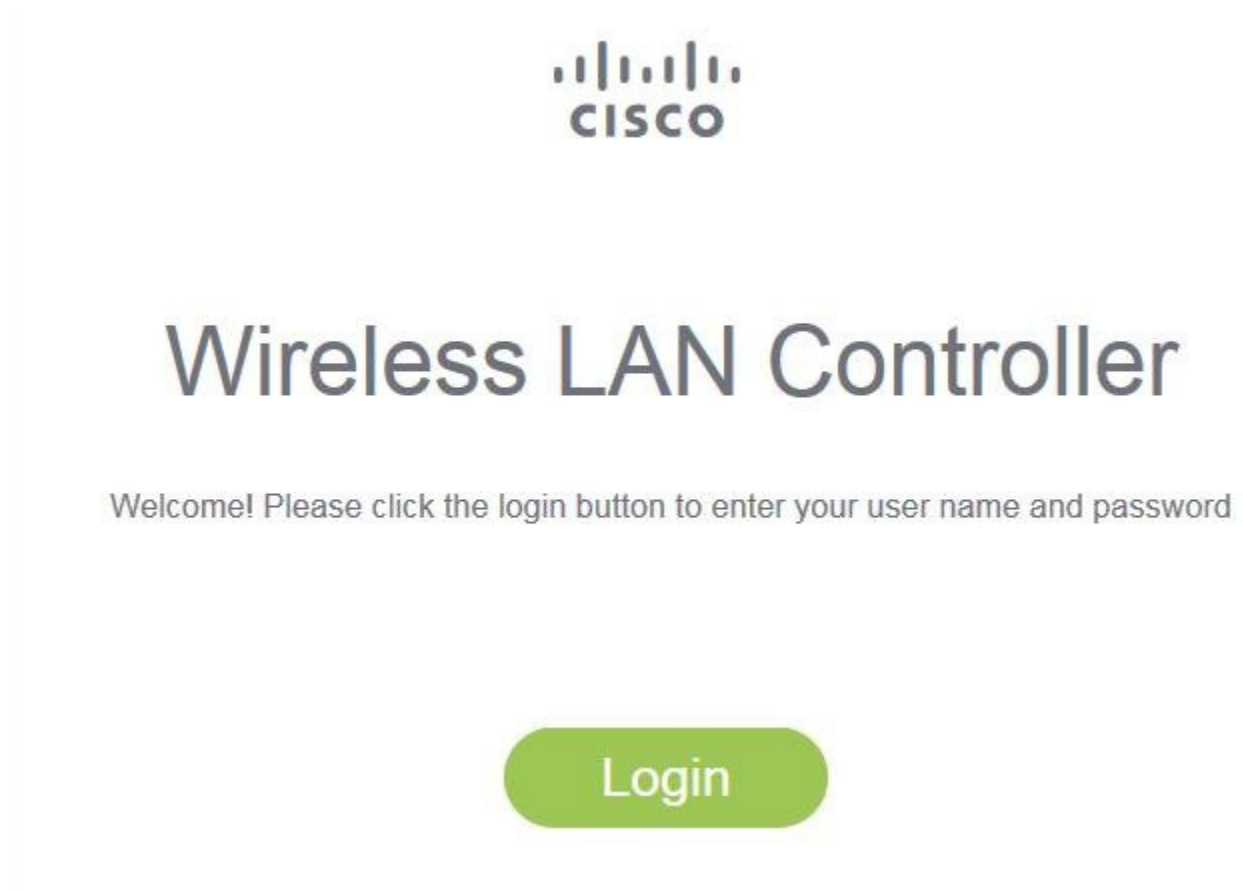 CISCO
Wireless LAN Controller
Welcome! Please click the login button to enter your user name and password
Login